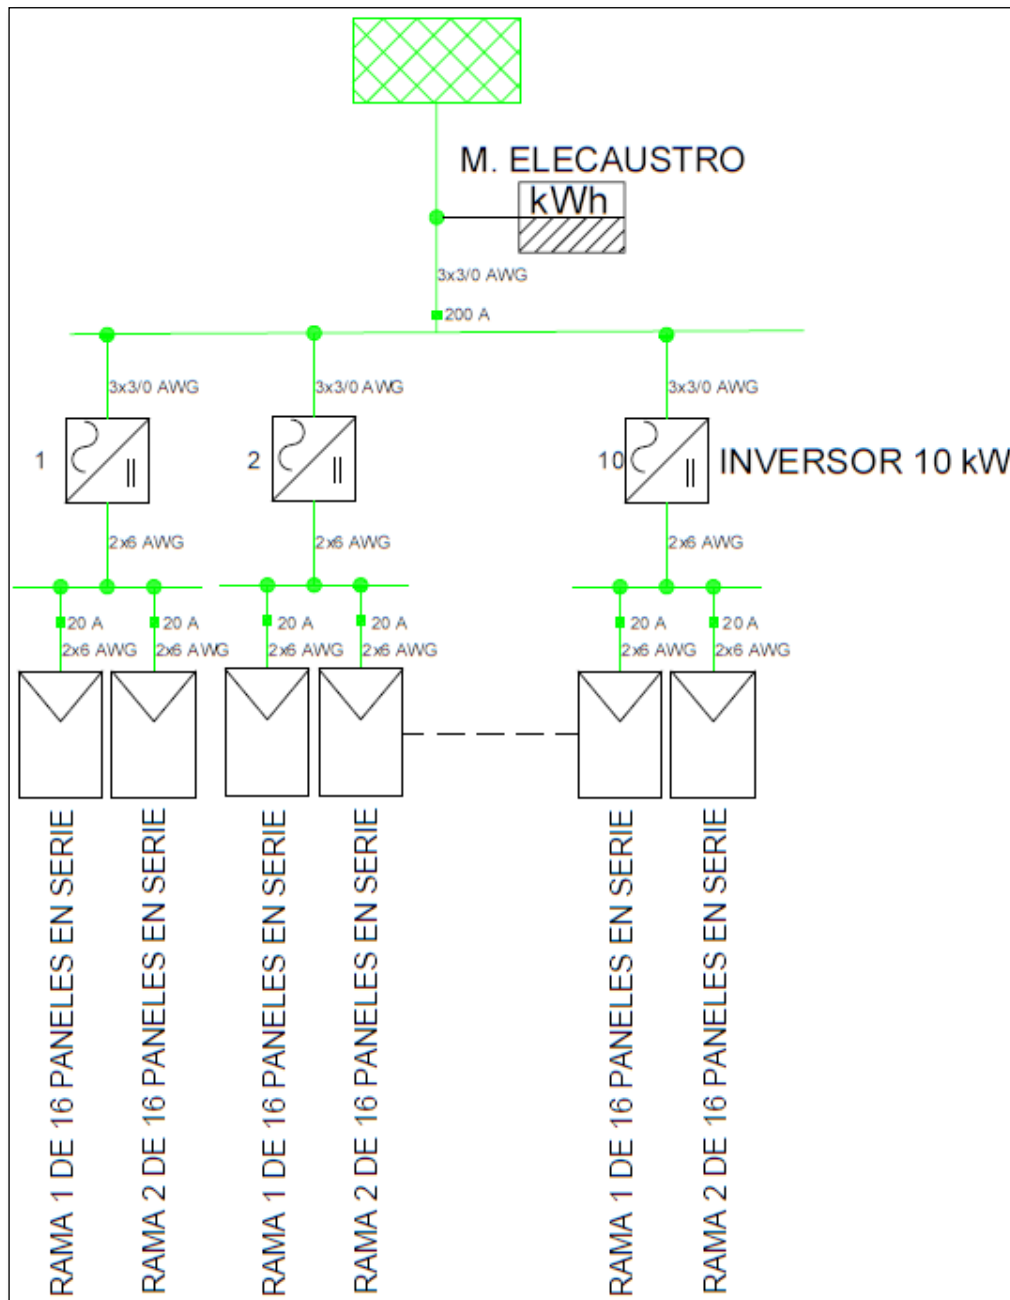 M. ELECAUSTRO
kWh
3x3/0 AWG
200 A
3x3/0 AWG
3x3/0 AWG
3x3/0 AWG
1
2
10
INVERSOR 10 kW
2x6 AWG
2x6 AWG
2x6 AWG
20 A
20 A
20 A
20 A
20 A
20 A
2x6 AWG
2x6 AWG
2x6 AWG
2x6 AWG
2x6 AWG
2x6 AWG
RAMA 1 DE 16 PANELES EN SERIE
RAMA 2 DE 16 PANELES EN SERIE
RAMA 1 DE 16 PANELES EN SERIE
RAMA 2 DE 16 PANELES EN SERIE
RAMA 1 DE 16 PANELES EN SERIE
RAMA 2 DE 16 PANELES EN SERIE